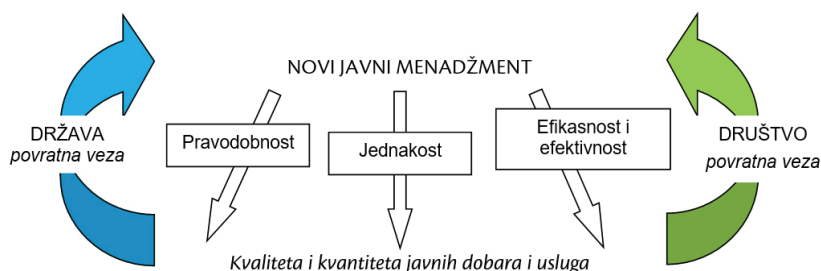 NOVI JAVNI MENADŽMENT
DRŽAVA
povratna veza
Pravodobnost
Jednakost
Efikasnost i
efektivnost
DRUŠTVO
povratna veza
Kvaliteta i kvantiteta javnih dobara i usluga